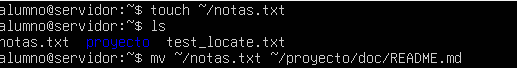 alumno@servidor:~$ touch ~/notas.txt
alumno@servidor:~$ ls
notas.txt proyecto test_locate.txt
alumno@servidor:~$ mv ~/notas.txt ~/proyecto/doc/README.md